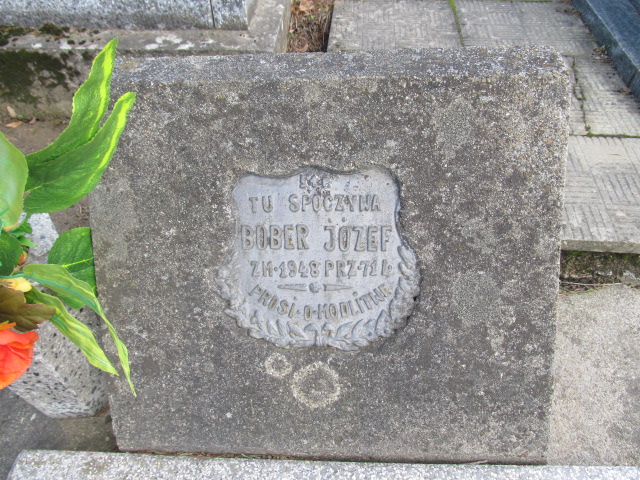 TU SPOCZYWA
BOBER JÓZEF
ZM·1948 PRZ·71 L
PROSI·O·MODLITWĘ